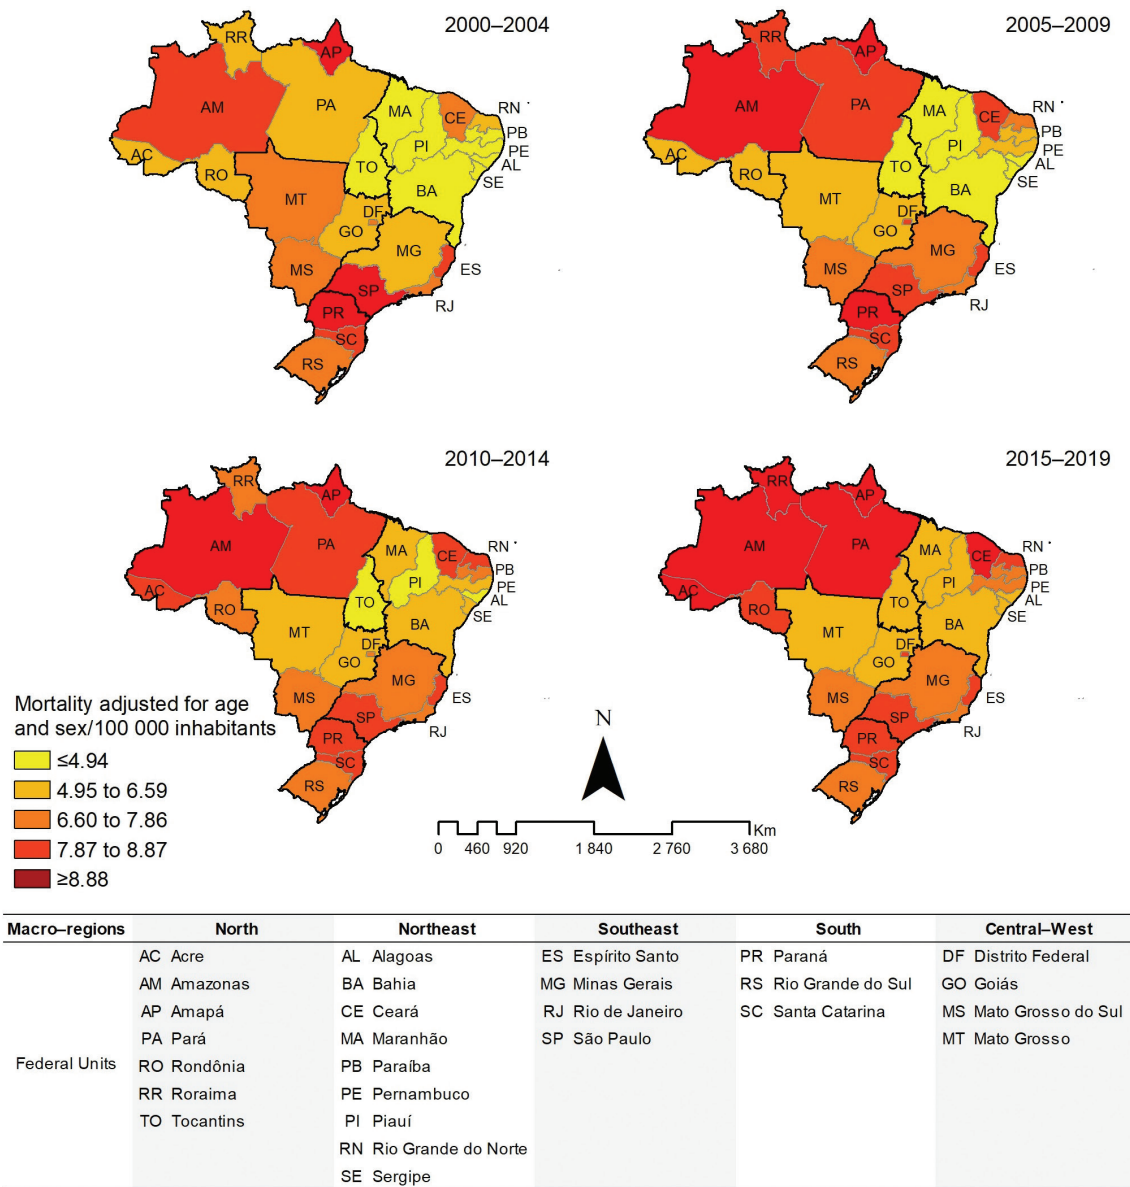 2000–2004
RR
AP
AM
PA
MA
CE
RN
PB
PE
AL
SE
PI
AC
RO
TO
BA
MT
DF
GO
MG
ES
MS
SP
RJ
PR
SC
RS
2005–2009
RR
AP
AM
PA
MA
CE
RN
PB
PE
AL
SE
PI
AC
RO
TO
BA
MT
DF
GO
MG
ES
MS
SP
RJ
PR
SC
RS
2010–2014
RR
AP
AM
PA
MA
CE
RN
PB
PE
AL
SE
PI
AC
RO
TO
BA
MT
DF
GO
MG
ES
MS
SP
RJ
PR
SC
RS
2015–2019
RR
AP
AM
PA
MA
CE
RN
PB
PE
AL
SE
PI
AC
RO
TO
BA
MT
DF
GO
MG
ES
MS
SP
RJ
PR
SC
RS
Mortality adjusted for age
and sex/100 000 inhabitants
≤4.94
4.95 to 6.59
6.60 to 7.86
7.87 to 8.87
≥8.88
N
Km
0 460 920 1 840 2 760 3 680
Macro–regions North Northeast Southeast South Central–West
AC Acre AL Alagoas ES Espírito Santo PR Paraná DF Distrito Federal
AM Amazonas BA Bahia MG Minas Gerais RS Rio Grande do Sul GO Goiás
AP Amapá CE Ceará RJ Rio de Janeiro SC Santa Catarina MS Mato Grosso do Sul
PA Pará MA Maranhão SP São Paulo MT Mato Grosso
Federal Units RO Rondônia PB Paraíba
RR Roraima PE Pernambuco
TO Tocantins PI Piauí
RN Rio Grande do Norte
SE Sergipe